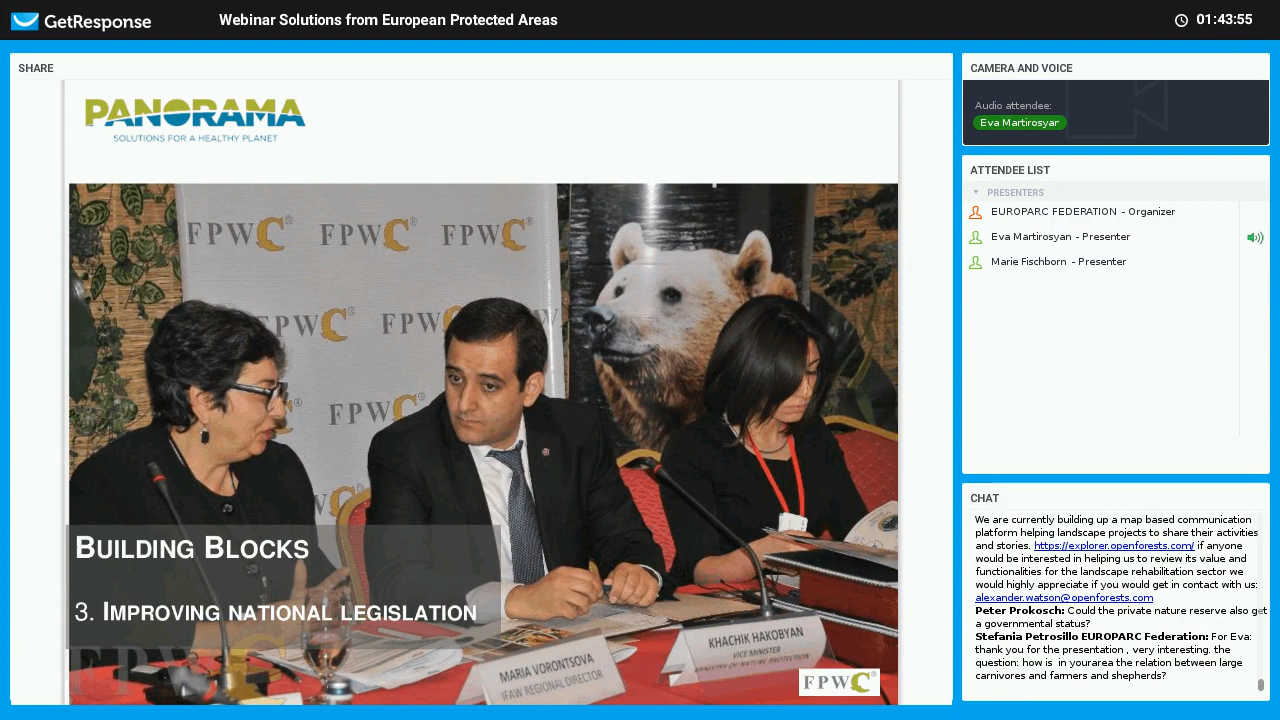 GetResponse
Webinar Solutions from European Protected Areas
01:43:55
SHARE
PANORAMA
SOLUTIONS FOR A HEALTHY PLANET
FPWC® FPWC® FPWC®
FPWC® FPWC
FPWC®
BUILDING BLOCKS
3. IMPROVING NATIONAL LEGISLATION
MARIA VORONTSOVA
IFAW REGIONAL DIRECTOR
KHACHIK HAKOBYAN
VICE MINISTER
MINISTRY OF NATURE PROTECTION
FPWC
CAMERA AND VOICE
Audio attendee:
Eva Martirosyar
ATTENDEE LIST
PRESENTERS
EUROPARC FEDERATION - Organizer
Eva Martirosyan - Presenter
Marie Fischborn - Presenter
CHAT
We are currently building up a map based communication
platform helping landscape projects to share their activities
and stories. https://explorer.openforests.com/ if anyone
would be interested in heliping us to review its value and
functionalities for the landscape rehabilitation sector we
would highly appreciate if you would get in contact with us:
alexander.watson@openforests.com
Peter Prokosch: Could the private nature reserve also get
a governmental status?
Stefania Petrosillo EUROPARC Federation: For Eva:
thank you for the presentation , very interesting. the
question: how is in yourarea the relation between large
carnivores and farmers and shepherds?